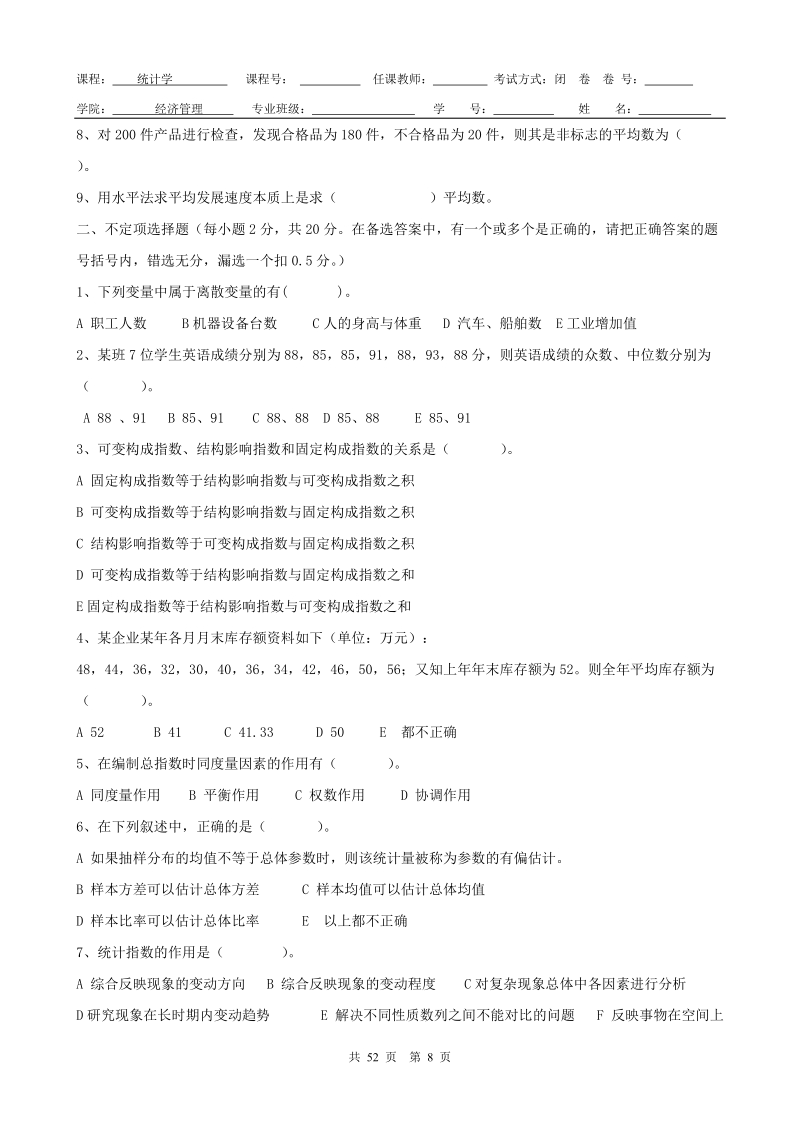 课程： 统计学 课程号： 任课教师： 考试方式：闭 卷 卷 号：
学院： 经济管理 专业班级： 学 号： 姓 名：
8、对 200 件产品进行检查，发现合格品为 180 件，不合格品为 20 件，则其是非标志的平均数为（
）。
9、用水平法求平均发展速度本质上是求（ ）平均数。
二、不定项选择题（每小题 2 分，共 20 分。在备选答案中，有一个或多个是正确的，请把正确答案的题
号括号内，错选无分，漏选一个扣 0.5 分。）
1、下列变量中属于离散变量的有( )。
A 职工人数 B 机器设备台数 C 人的身高与体重 D 汽车、船舶数 E 工业增加值
2、某班 7 位学生英语成绩分别为 88，85，85，91，88，93，88 分，则英语成绩的众数、中位数分别为
（ ）。
A 88 、91 B 85、91 C 88、88 D 85、88 E 85、91
3、可变构成指数、结构影响指数和固定构成指数的关系是（ ）。
A 固定构成指数等于结构影响指数与可变构成指数之积
B 可变构成指数等于结构影响指数与固定构成指数之积
C 结构影响指数等于可变构成指数与固定构成指数之积
D 可变构成指数等于结构影响指数与固定构成指数之和
E 固定构成指数等于结构影响指数与可变构成指数之和
4、某企业某年各月月末库存额资料如下（单位：万元）：
48，44，36，32，30，40，36，34，42，46，50，56；又知上年年末库存额为 52。则全年平均库存额为
（ ）。
A 52 B 41 C 41.33 D 50 E 都不正确
5、在编制总指数时同度量因素的作用有（ ）。
A 同度量作用 B 平衡作用 C 权数作用 D 协调作用
6、在下列叙述中，正确的是（ ）。
A 如果抽样分布的均值不等于总体参数时，则该统计量被称为参数的有偏估计。
B 样本方差可以估计总体方差 C 样本均值可以估计总体均值
D 样本比率可以估计总体比率 E 以上都不正确
7、统计指数的作用是（ ）。
A 综合反映现象的变动方向 B 综合反映现象的变动程度 C 对复杂现象总体中各因素进行分析
D 研究现象在长时期内变动趋势 E 解决不同性质数列之间不能对比的问题 F 反映事物在空间上
共 52 页 第 8 页